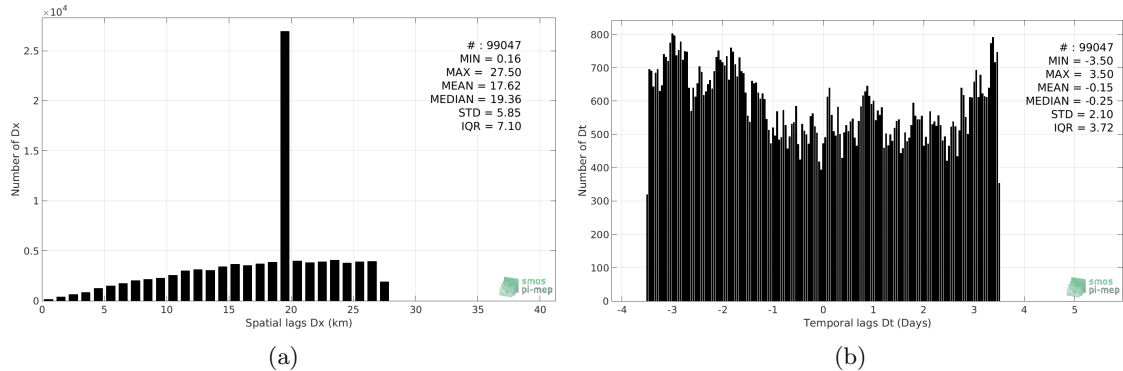 ×10⁴
2.5
2
1.5
1
0.5
0
Number of Dx
0 5 10 15 20 25 30 35 40
Spatial lags Dx (km)
# : 99047
MIN = 0.16
MAX = 27.50
MEAN = 17.62
MEDIAN = 19.36
STD = 5.85
IQR = 7.10
smos
pi-mep
(a)
800
700
600
500
400
300
200
100
0
Number of Dt
-4 -3 -2 -1 0 1 2 3 4 5
Temporal lags Dt (Days)
# : 99047
MIN = -3.50
MAX = 3.50
MEAN = -0.15
MEDIAN = -0.25
STD = 2.10
IQR = 3.72
smos
pi-mep
(b)